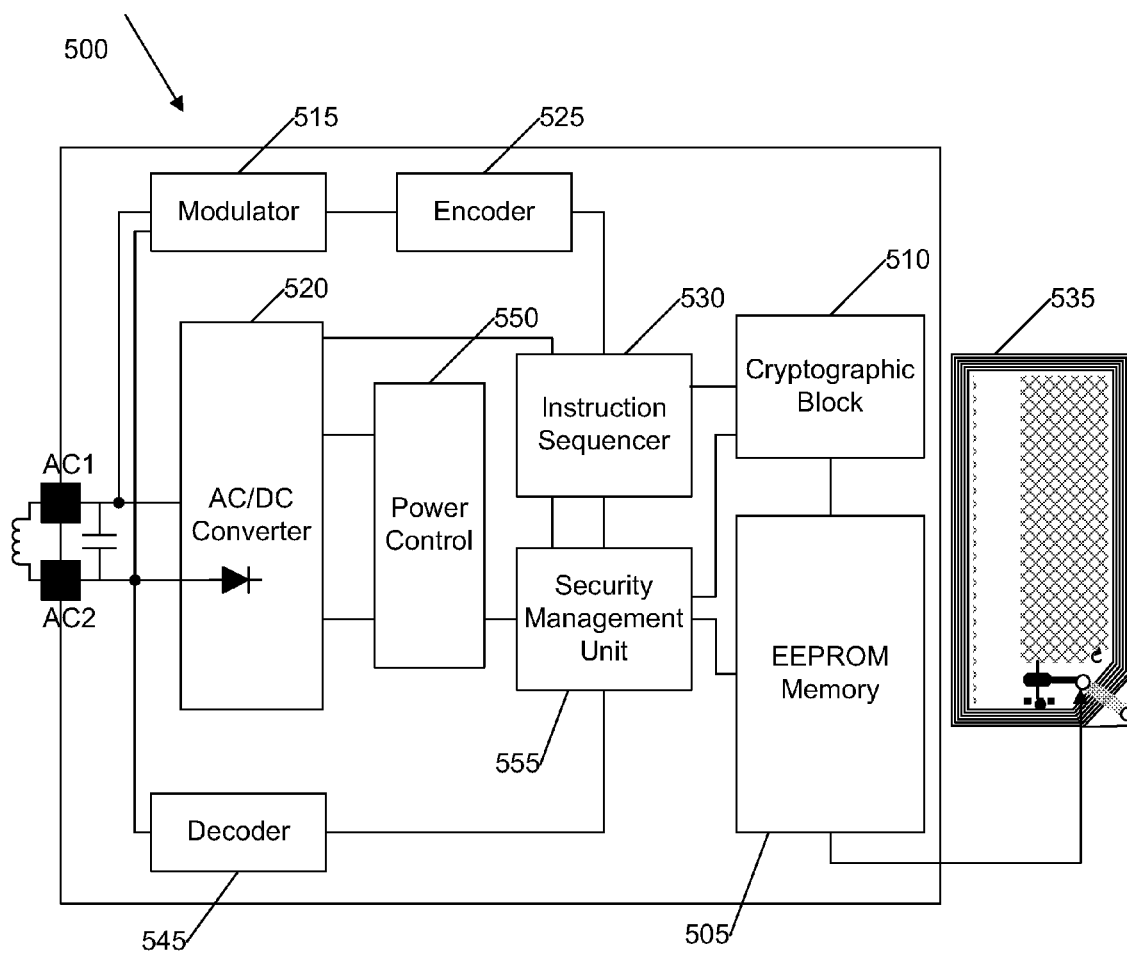 500
515
525
Modulator
Encoder
520
550
530
510
535
Cryptographic
Block
Instruction
Sequencer
AC1
AC/DC
Converter
Power
Control
AC2
Security
Management
Unit
EEPROM
Memory
555
Decoder
545
505